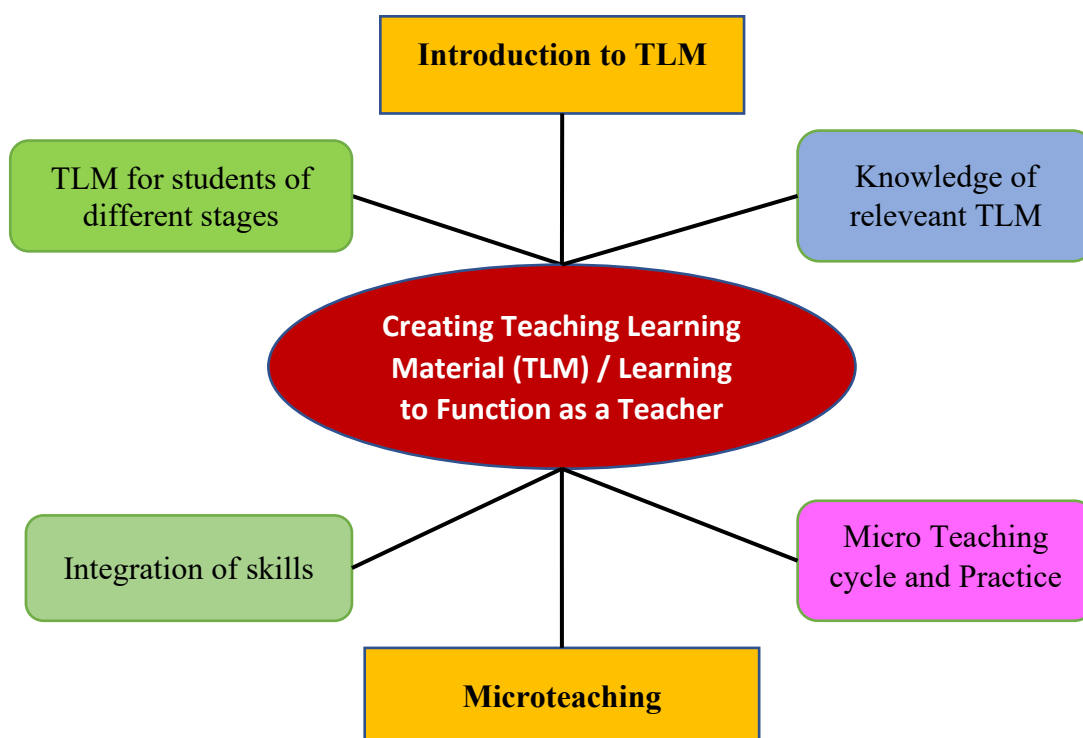 Introduction to TLM
TLM for students of
different stages
Knowledge of
releveant TLM
Creating Teaching Learning
Material (TLM) / Learning
to Function as a Teacher
Integration of skills
Micro Teaching
cycle and Practice
Microteaching